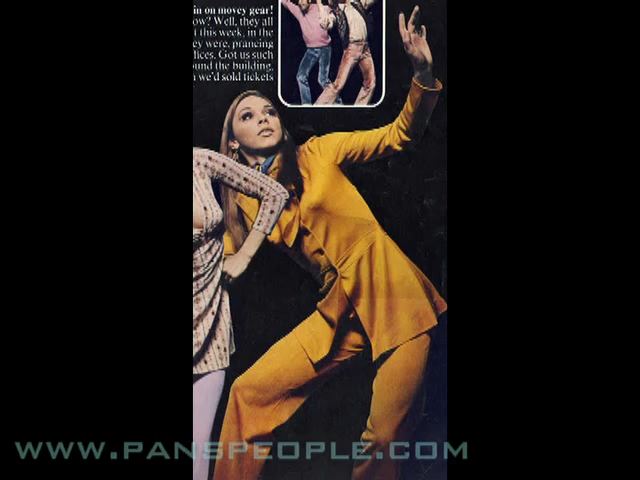 in on movey gear!
ow? Well, they all
t this week, in the
ey were, prancing
lices. Got us such
und the building,
we'd sold tickets
WWW.PANSPEOPLE.COM